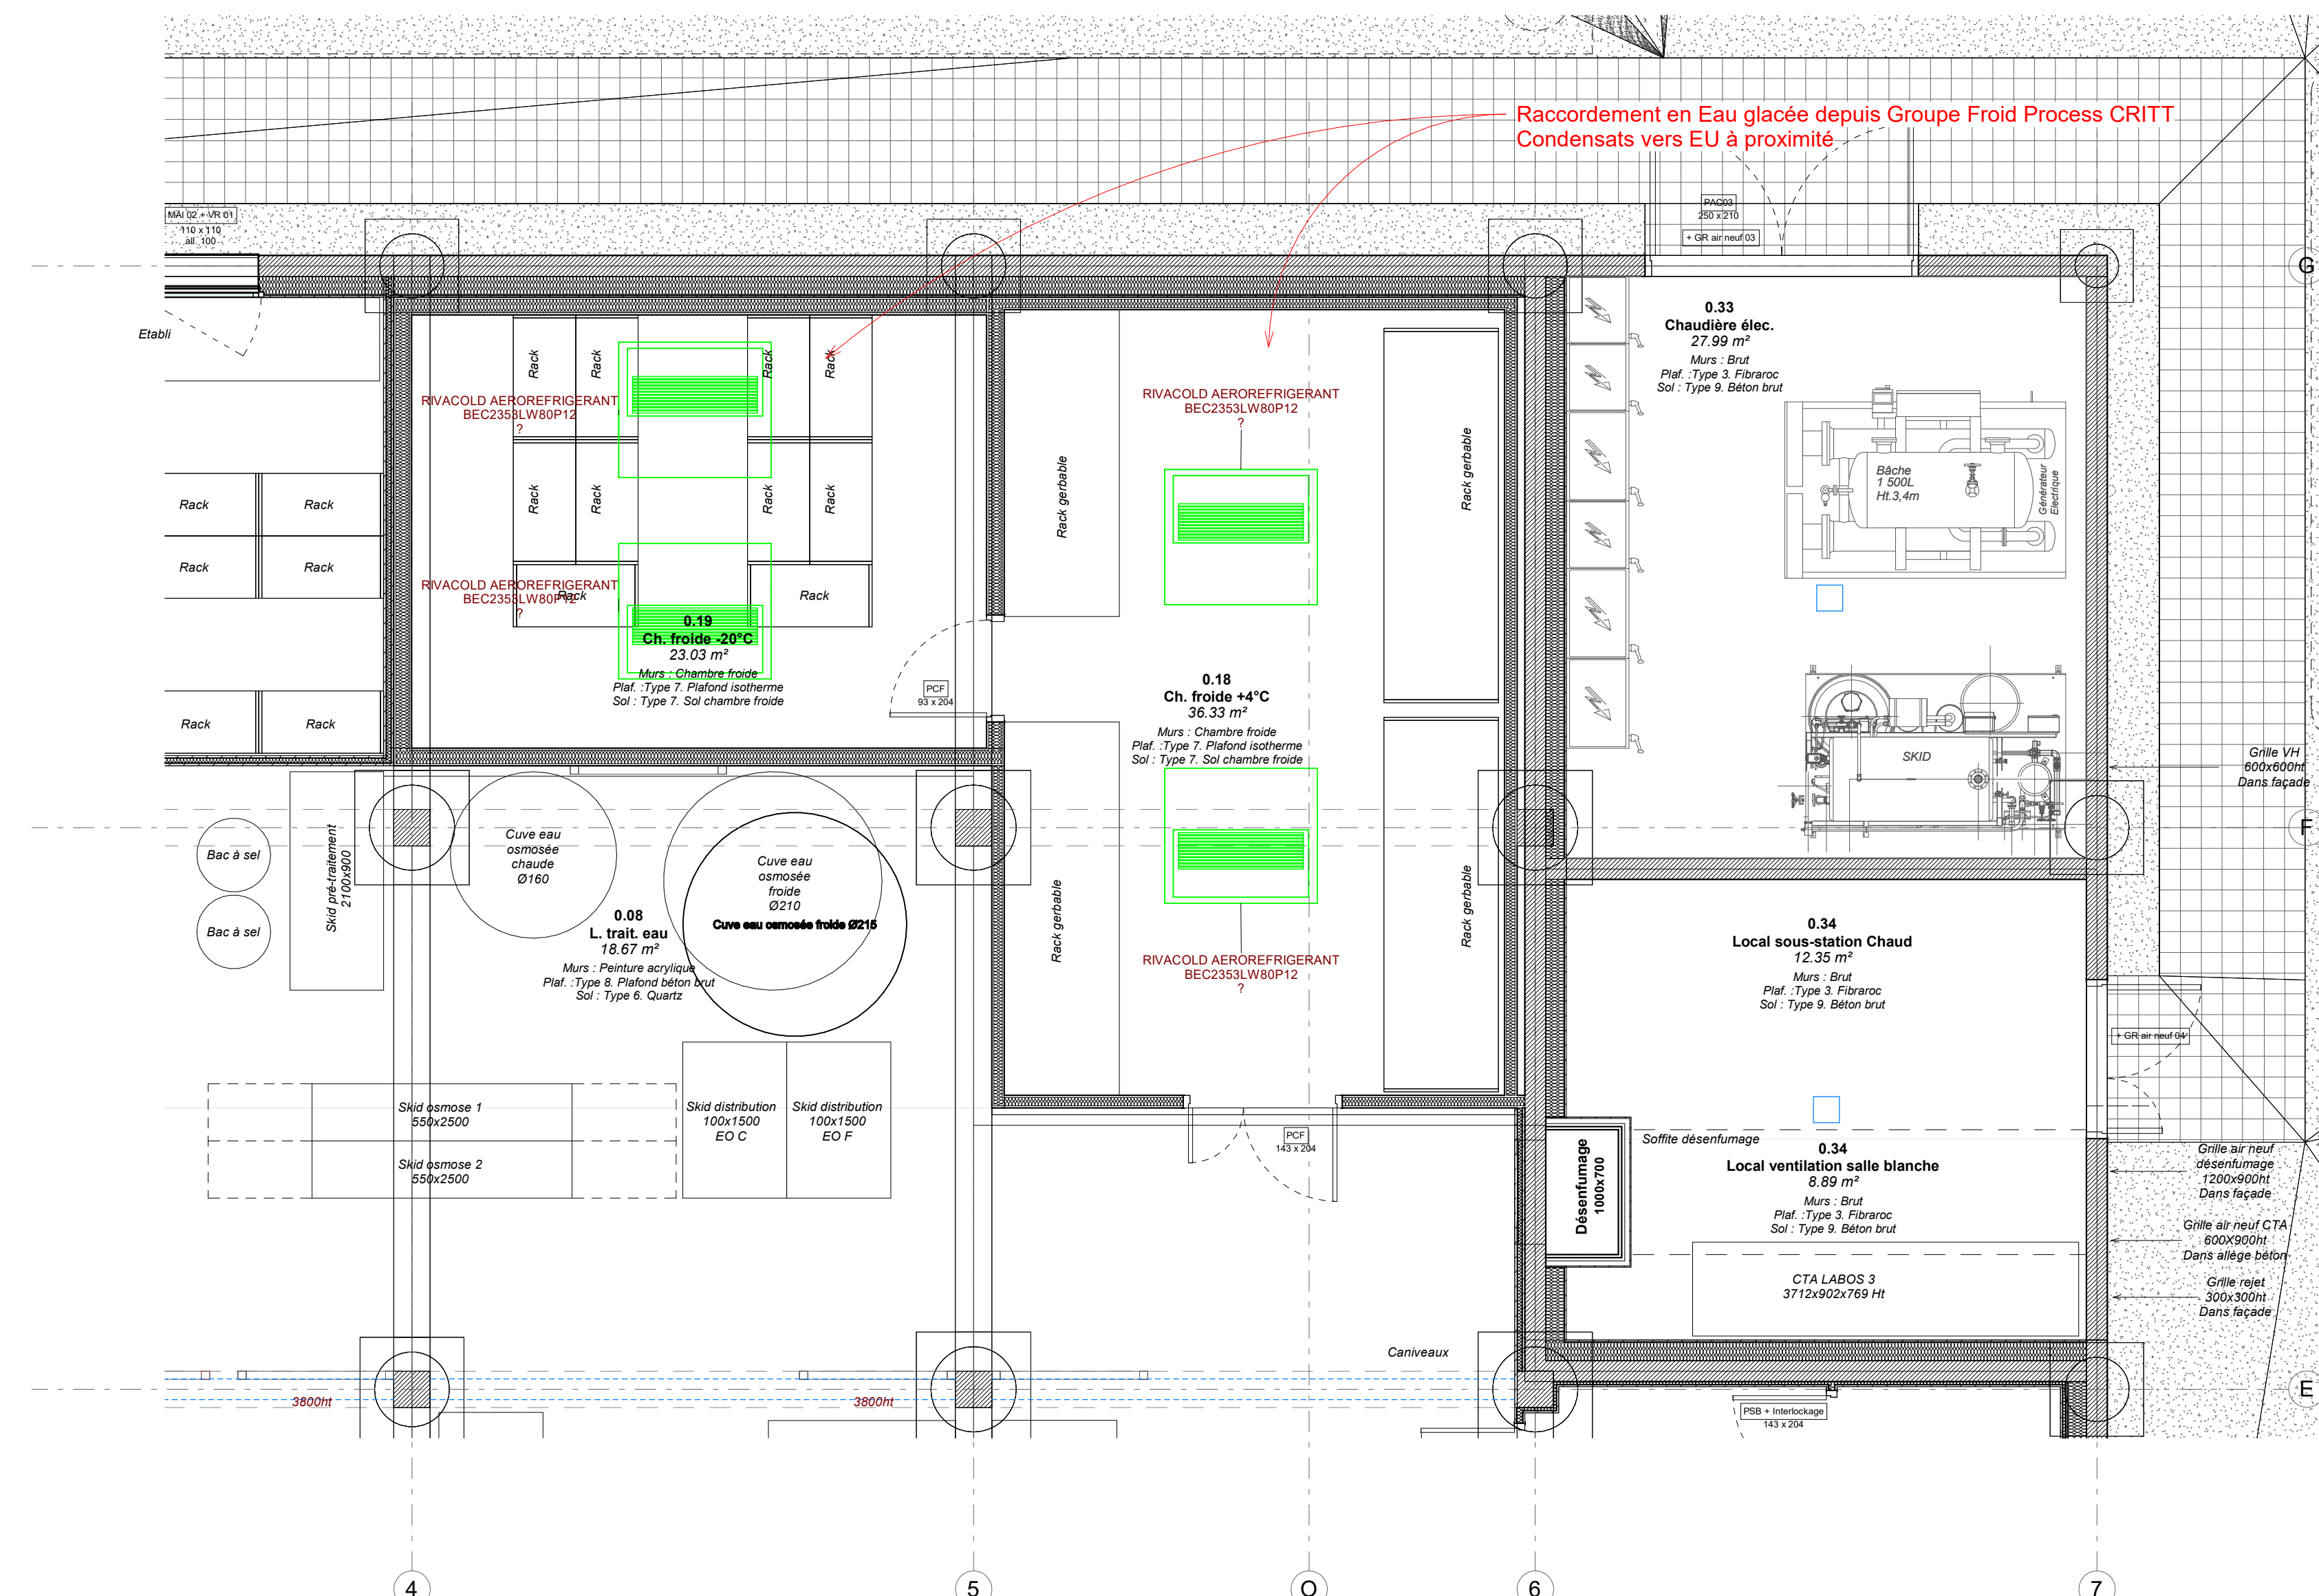 Raccordement en Eau glacée depuis Groupe Froid Process CRITT
Condensats vers EU à proximité
MAI 02 + VR 01
110 x 110
all. 100
PAC03
250 x 210
+ GR air neuf 03
G
Etabli
Rack
Rack
Rack
Rack
RIVACOLD AEROREFRIGERANT
BEC2353LW80P12
?
RIVACOLD AEROREFRIGERANT
BEC2353LW80P12
?
0.33
Chaudière élec.
27.99 m²
Murs : Brut
Plaf. :Type 3. Fibraroc
Sol : Type 9. Béton brut
Rack
Rack
Rack
Rack
Rack gerbable
Rack gerbable
Bâche
1 500L
Ht.3,4m
Générateur
Electrique
Rack
Rack
Rack
Rack
RIVACOLD AEROREFRIGERANT
BEC2353LW80P12
?
Rack
Rack
0.19
Ch. froide -20°C
23.03 m²
Murs : Chambre froide
Plaf. :Type 7. Plafond isotherme
Sol : Type 7. Sol chambre froide
PCF
93 x 204
0.18
Ch. froide +4°C
36.33 m²
Murs : Chambre froide
Plaf. :Type 7. Plafond isotherme
Sol : Type 7. Sol chambre froide
Rack
Rack
SKID
Grille VH
600x600ht
Dans façade
F
Bac à sel
Bac à sel
Skid pré-traitement
2100x900
Cuve eau
osmosée
chaude
Ø160
Cuve eau
osmosée
froide
Ø210
Cuve eau osmosée froide Ø215
0.08
L. trait. eau
18.67 m²
Murs : Peinture acrylique
Plaf. :Type 8. Plafond béton brut
Sol : Type 6. Quartz
Rack gerbable
Rack gerbable
RIVACOLD AEROREFRIGERANT
BEC2353LW80P12
?
0.34
Local sous-station Chaud
12.35 m²
Murs : Brut
Plaf. :Type 3. Fibraroc
Sol : Type 9. Béton brut
+ GR air neuf 04
Skid osmose 1
550x2500
Skid osmose 2
550x2500
Skid distribution
100x1500
EO C
Skid distribution
100x1500
EO F
PCF
143 x 204
Désenfumage
1000x700
Soffite désenfumage
0.34
Local ventilation salle blanche
8.89 m²
Murs : Brut
Plaf. :Type 3. Fibraroc
Sol : Type 9. Béton brut
Grille air neuf
désenfumage
1200x900ht
Dans façade
Grille air neuf CTA
600X900ht
Dans allège béton
Grille rejet
300x300ht
Dans façade
CTA LABOS 3
3712x902x769 Ht
Caniveaux
3800ht
3800ht
E
PSB + Interlockage
143 x 204
4
5
O
6
7